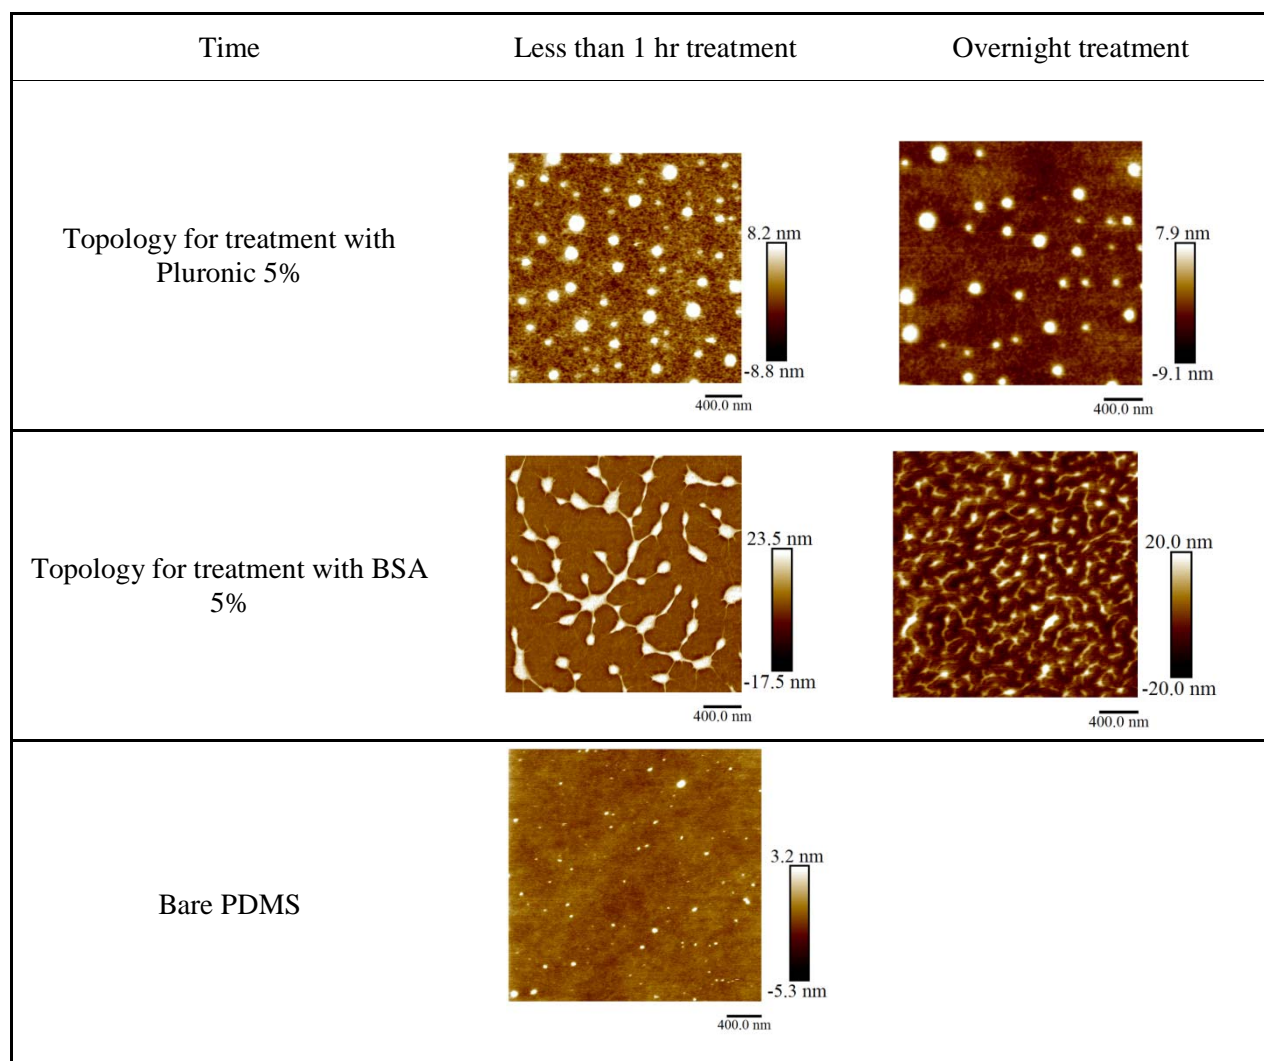 Time
Less than 1 hr treatment
Overnight treatment
Topology for treatment with
Pluronic 5%
8.2 nm
-8.8 nm
400.0 nm
7.9 nm
-9.1 nm
400.0 nm
Topology for treatment with BSA
5%
23.5 nm
-17.5 nm
400.0 nm
20.0 nm
-20.0 nm
400.0 nm
Bare PDMS
3.2 nm
-5.3 nm
400.0 nm